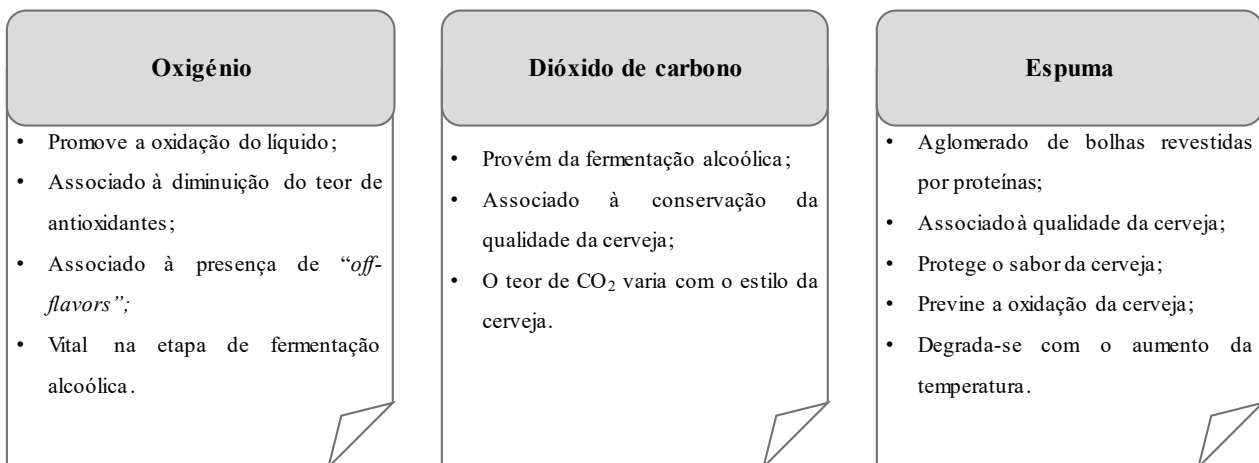 Oxigénio
• Promove a oxidação do líquido;
• Associado à diminuição do teor de
antioxidantes;
• Associado à presença de “off-
flavors”;
• Vital na etapa de fermentação
alcoólica.
Dióxido de carbono
• Provém da fermentação alcoólica;
• Associado à conservação da
qualidade da cerveja;
• O teor de CO₂ varia com o estilo da
cerveja.
Espuma
• Aglomerado de bolhas revestidas
por proteínas;
• Associado à qualidade da cerveja;
• Protege o sabor da cerveja;
• Previne a oxidação da cerveja;
• Degrada-se com o aumento da
temperatura.